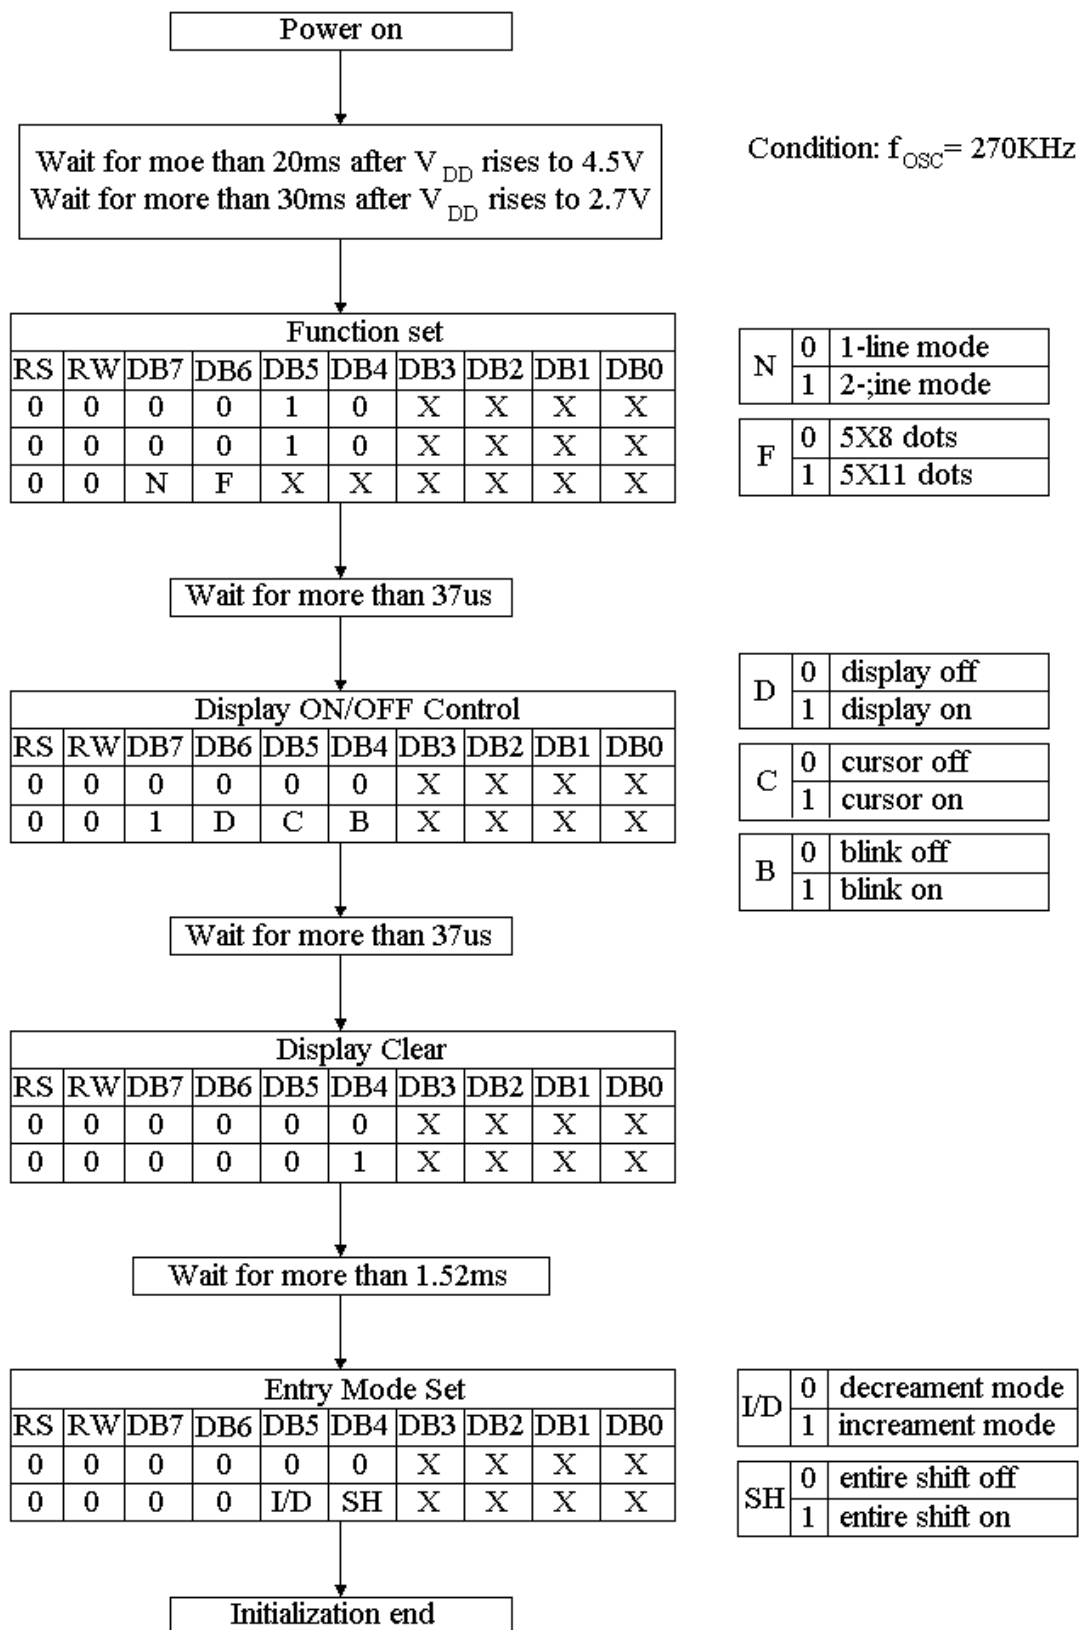 Power on
Wait for moe than 20ms after VDD rises to 4.5V
Wait for more than 30ms after VDD rises to 2.7V
Condition: fOSC= 270KHz
Function set
RS RW DB7 DB6 DB5 DB4 DB3 DB2 DB1 DB0
0 0 0 0 1 0 X X X X
0 0 0 0 1 0 X X X X
0 0 N F X X X X X X
N
0 1-line mode
1 2-;ine mode
F
0 5X8 dots
1 5X11 dots
Wait for more than 37us
Display ON/OFF Control
RS RW DB7 DB6 DB5 DB4 DB3 DB2 DB1 DB0
0 0 0 0 0 0 X X X X
0 0 1 D C B X X X X
D
0 display off
1 display on
C
0 cursor off
1 cursor on
B
0 blink off
1 blink on
Wait for more than 37us
Display Clear
RS RW DB7 DB6 DB5 DB4 DB3 DB2 DB1 DB0
0 0 0 0 0 0 X X X X
0 0 0 0 0 1 X X X X
Wait for more than 1.52ms
Entry Mode Set
RS RW DB7 DB6 DB5 DB4 DB3 DB2 DB1 DB0
0 0 0 0 0 0 X X X X
0 0 0 0 I/D SH X X X X
I/D
0 decreament mode
1 increament mode
SH
0 entire shift off
1 entire shift on
Initialization end